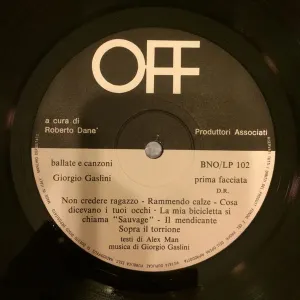 OFF
a cura di
Roberto Dane'
Produttori Associati
ballate e canzoni
BNO/LP 102
Giorgio Gaslini
prima facciata
D.R.
Non credere ragazzo - Rammendo calze - Cosa
dicevano i tuoi occhi - La mia bicicletta si
chiama "Sauvage" - Il mendicante
Sopra il torrione
testi di Alex Man
musica di Giorgio Gaslini